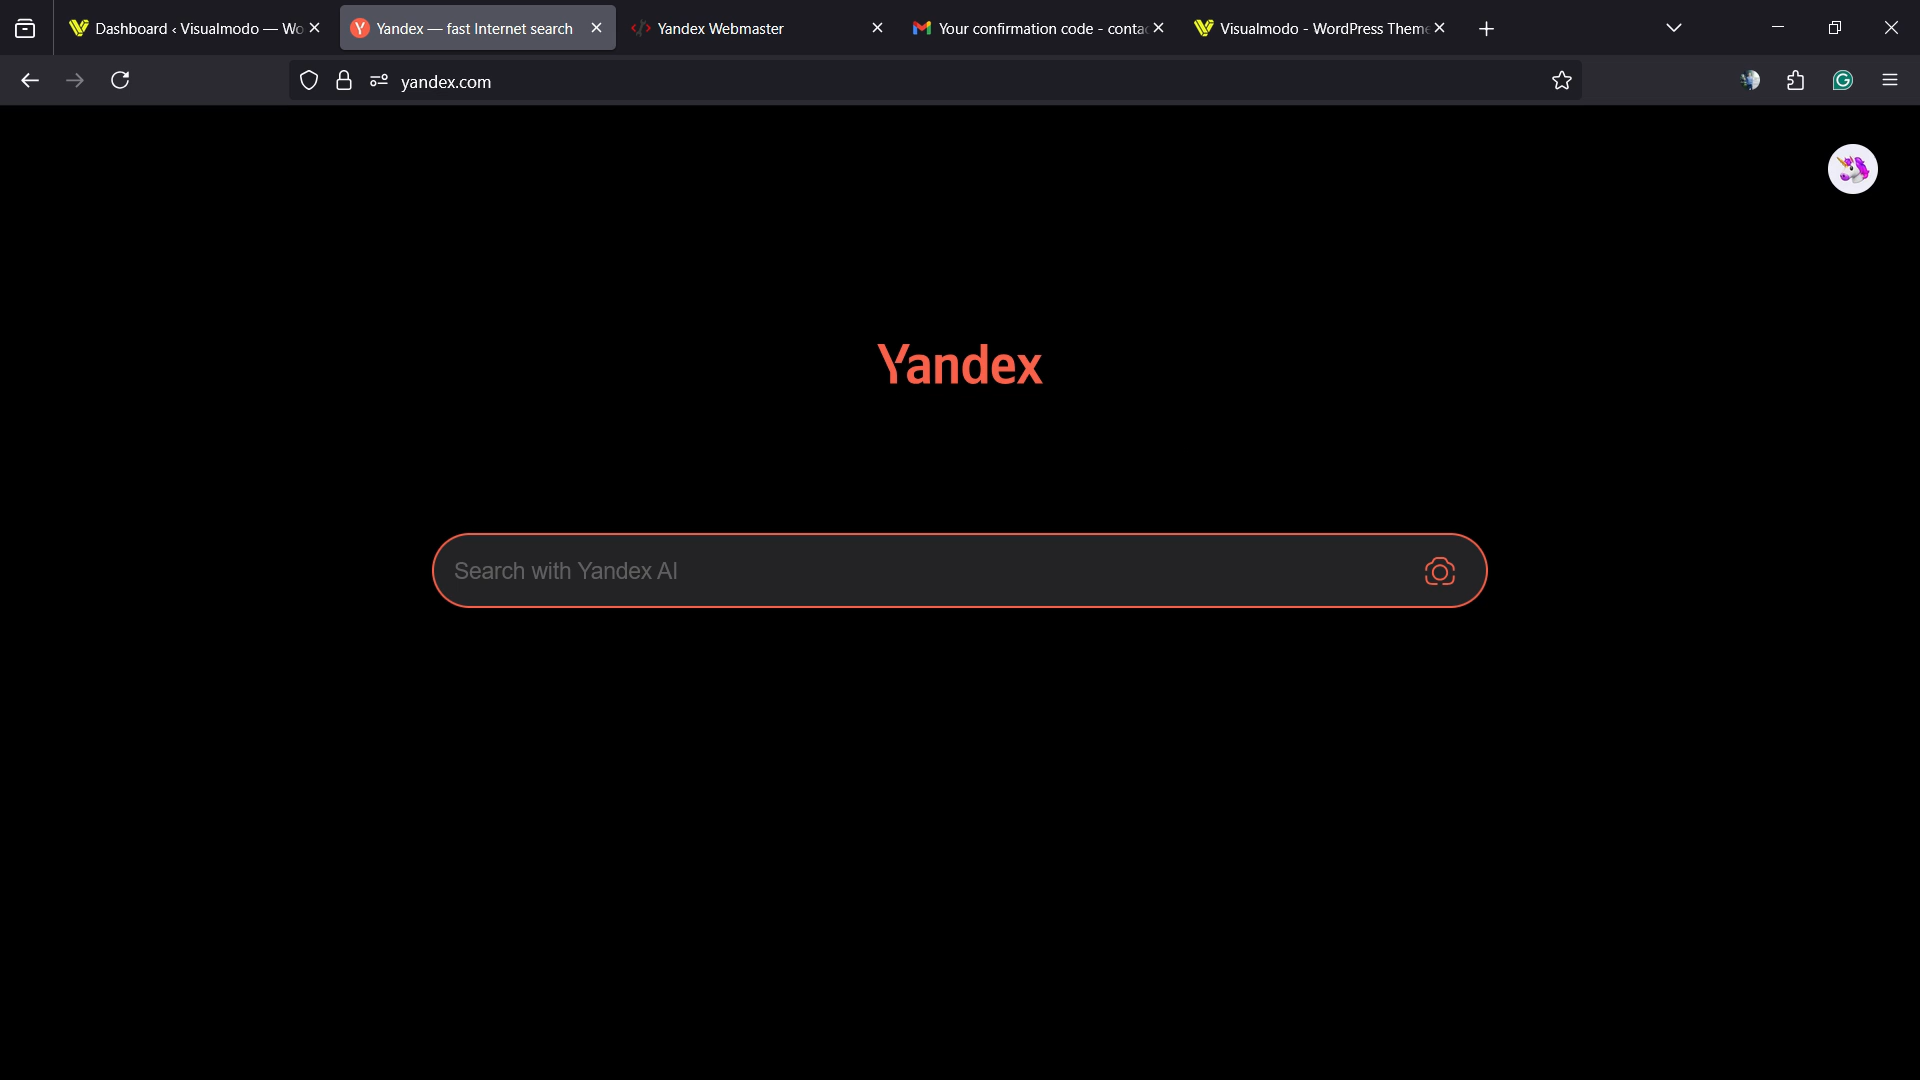 Dashboard ‹ Visualmodo — Wo
Yandex — fast Internet search
Yandex Webmaster
Your confirmation code - conta
Visualmodo - WordPress Theme
yandex.com
Yandex
Search with Yandex AI